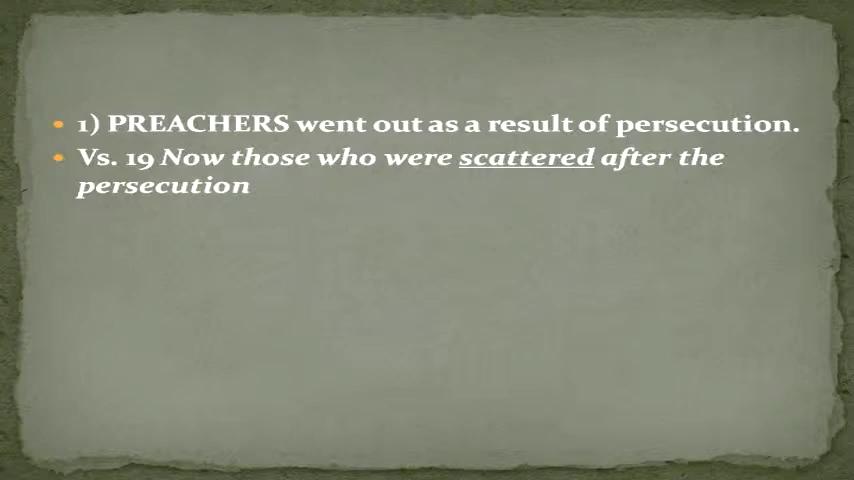 • 1) PREACHERS went out as a result of persecution.
• Vs. 19 Now those who were scattered after the
persecution